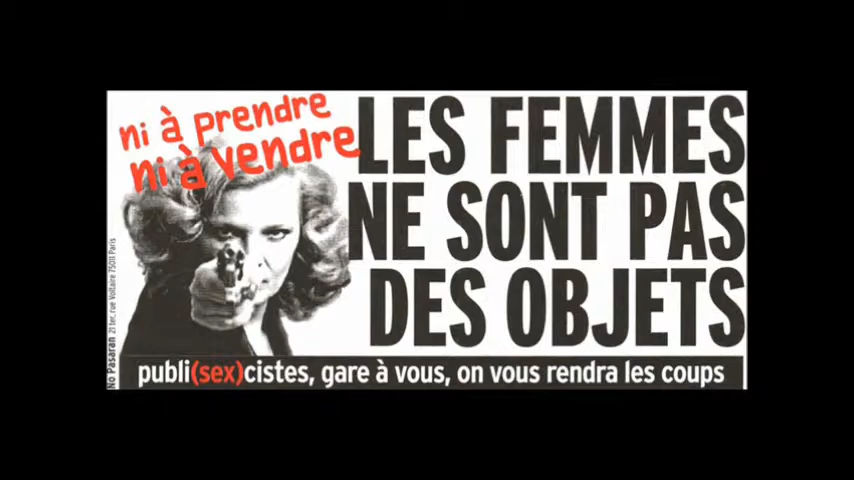 ni à prendre
ni à vendre
LES FEMMES
NE SONT PAS
DES OBJETS
No Pasaran 21 ter, rue Voltaire 75011 Paris
publi(sex)cistes, gare à vous, on vous rendra les coups